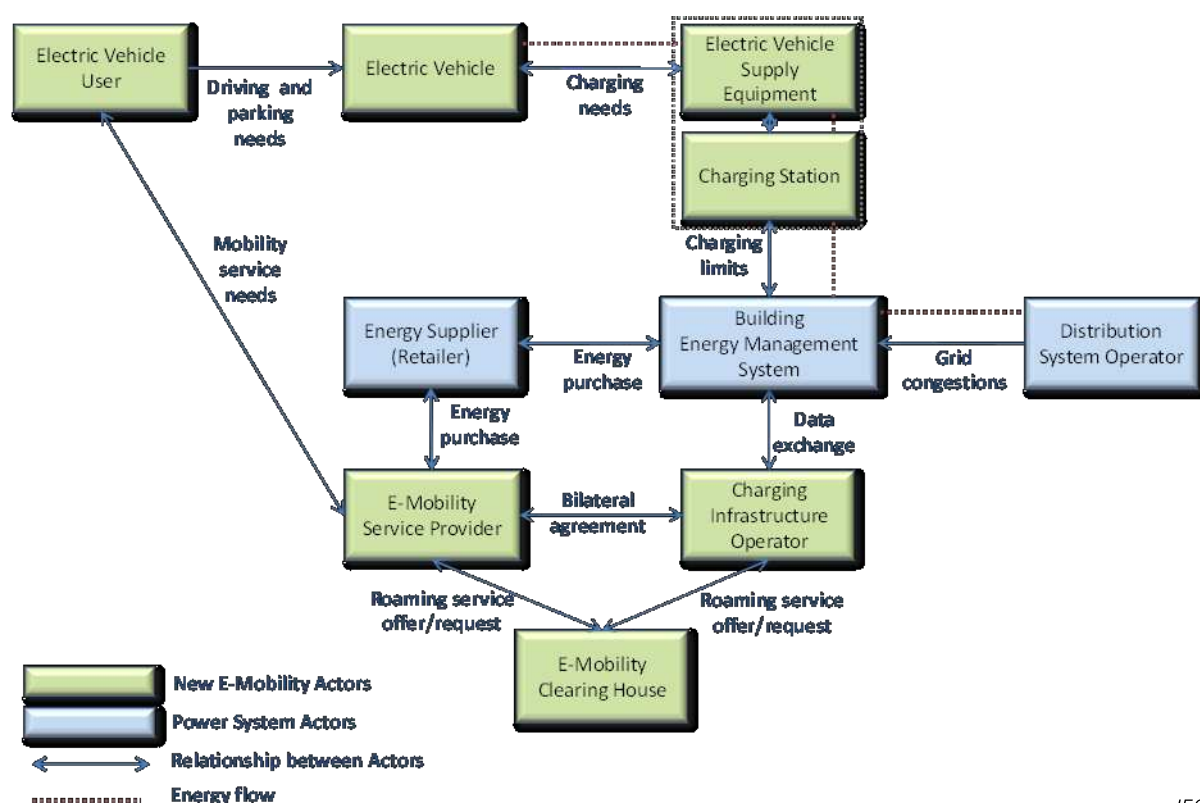 Electric Vehicle
User
Driving and
parking
needs
Electric Vehicle
Charging
needs
Electric Vehicle
Supply
Equipment
Charging Station
Charging
limits
Mobility
service
needs
Energy Supplier
(Retailer)
Energy
purchase
Building
Energy Management
System
Grid
congestions
Distribution
System Operator
Energy
purchase
Data
exchange
E-Mobility
Service Provider
Bilateral
agreement
Charging
Infrastructure
Operator
Roaming service
offer/request
Roaming service
offer/request
E-Mobility
Clearing House
New E-Mobility Actors
Power System Actors
Relationship between Actors
Energy flow